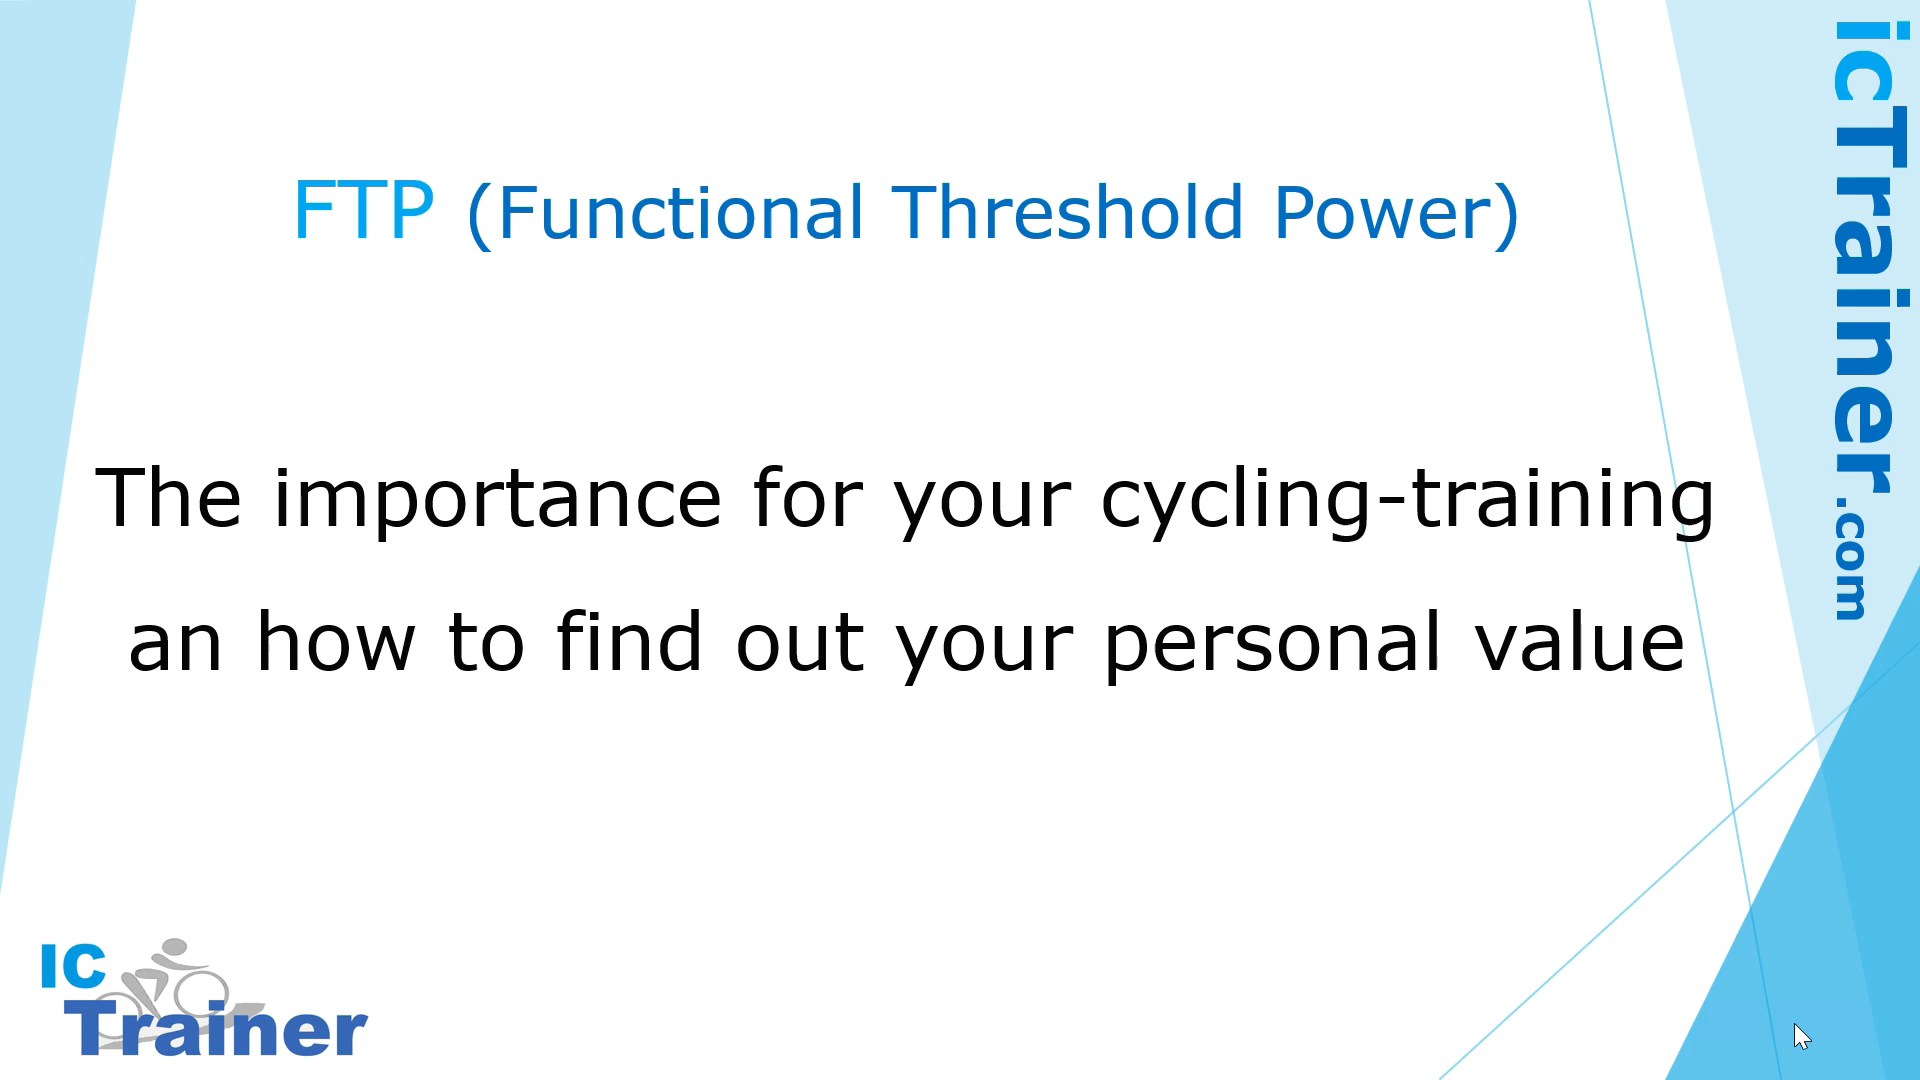 FTP (Functional Threshold Power)
The importance for your cycling-training
an how to find out your personal value
icTrainer.com
IC
Trainer